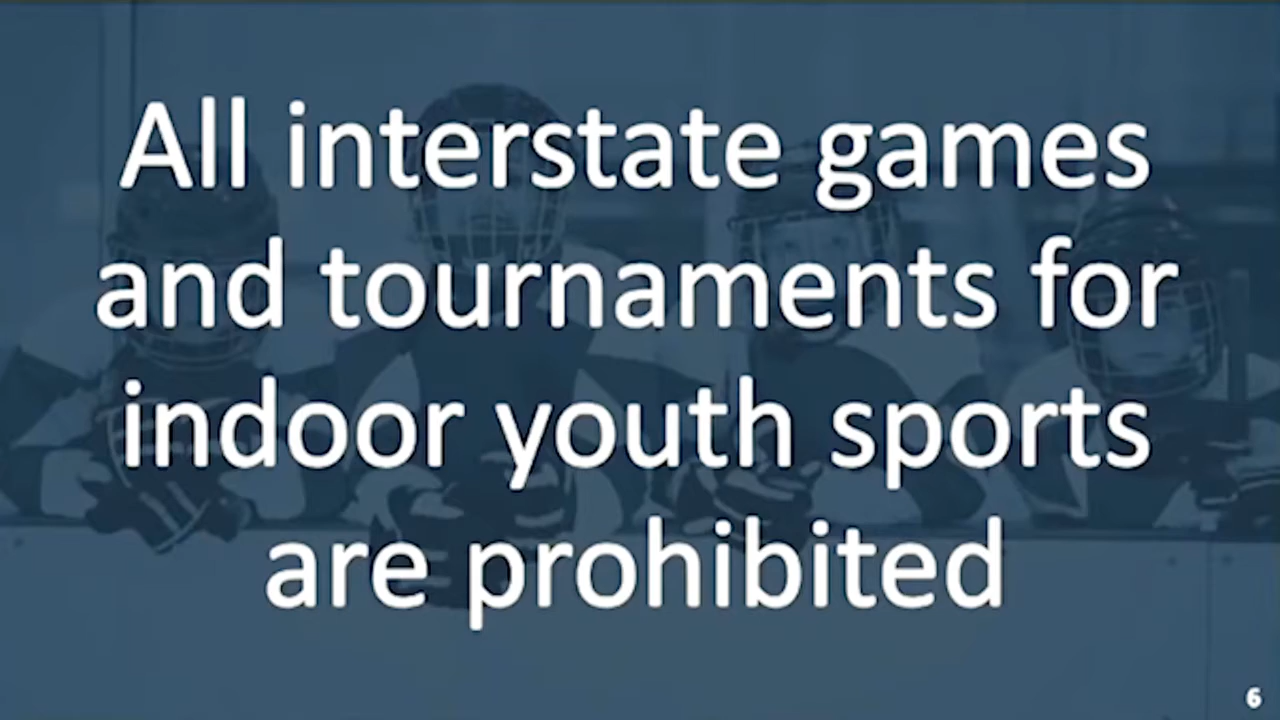 All interstate games
and tournaments for
indoor youth sports
are prohibited
6